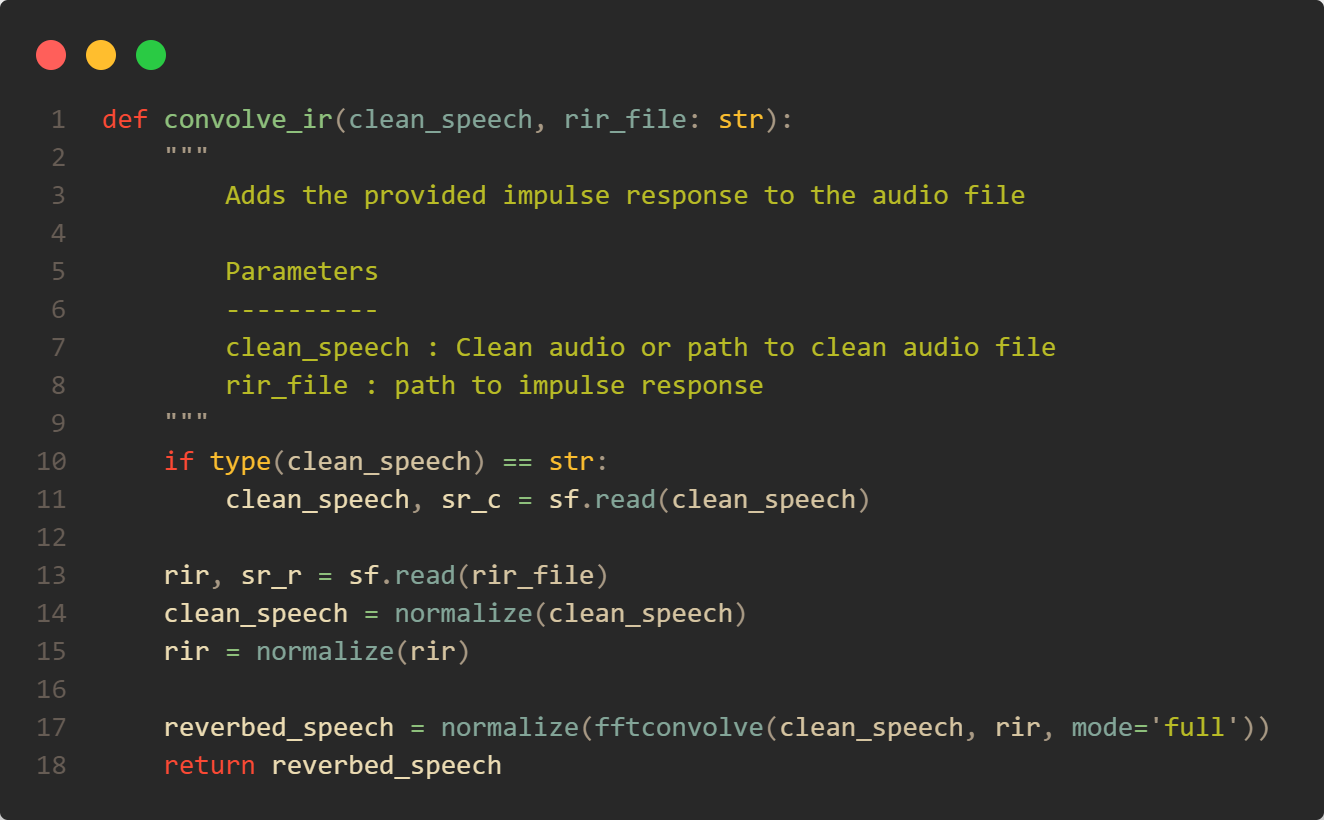 1 def convolve_ir(clean_speech, rir_file: str):
2     """
3         Adds the provided impulse response to the audio file
4
5         Parameters
6         ----------
7         clean_speech : Clean audio or path to clean audio file
8         rir_file : path to impulse response
9     """
10     if type(clean_speech) == str:
11         clean_speech, sr_c = sf.read(clean_speech)
12
13     rir, sr_r = sf.read(rir_file)
14     clean_speech = normalize(clean_speech)
15     rir = normalize(rir)
16
17     reverbed_speech = normalize(fftconvolve(clean_speech, rir, mode='full'))
18     return reverbed_speech